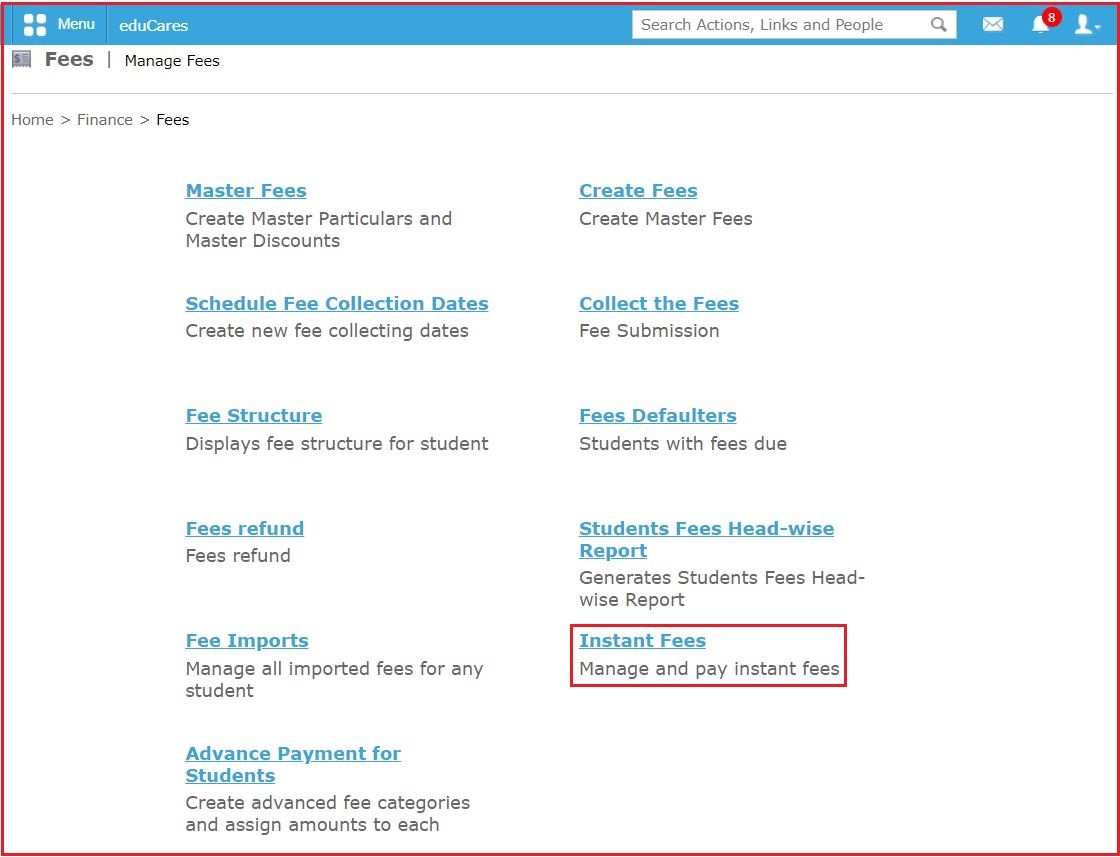 Menu
eduCares
Search Actions, Links and People
8
Fees | Manage Fees
Home > Finance > Fees
Master Fees
Create Master Particulars and
Master Discounts
Create Fees
Create Master Fees
Schedule Fee Collection Dates
Create new fee collecting dates
Collect the Fees
Fee Submission
Fee Structure
Displays fee structure for student
Fees Defaulters
Students with fees due
Fees refund
Fees refund
Students Fees Head-wise
Report
Generates Students Fees Head-
wise Report
Fee Imports
Manage all imported fees for any
student
Instant Fees
Manage and pay instant fees
Advance Payment for
Students
Create advanced fee categories
and assign amounts to each